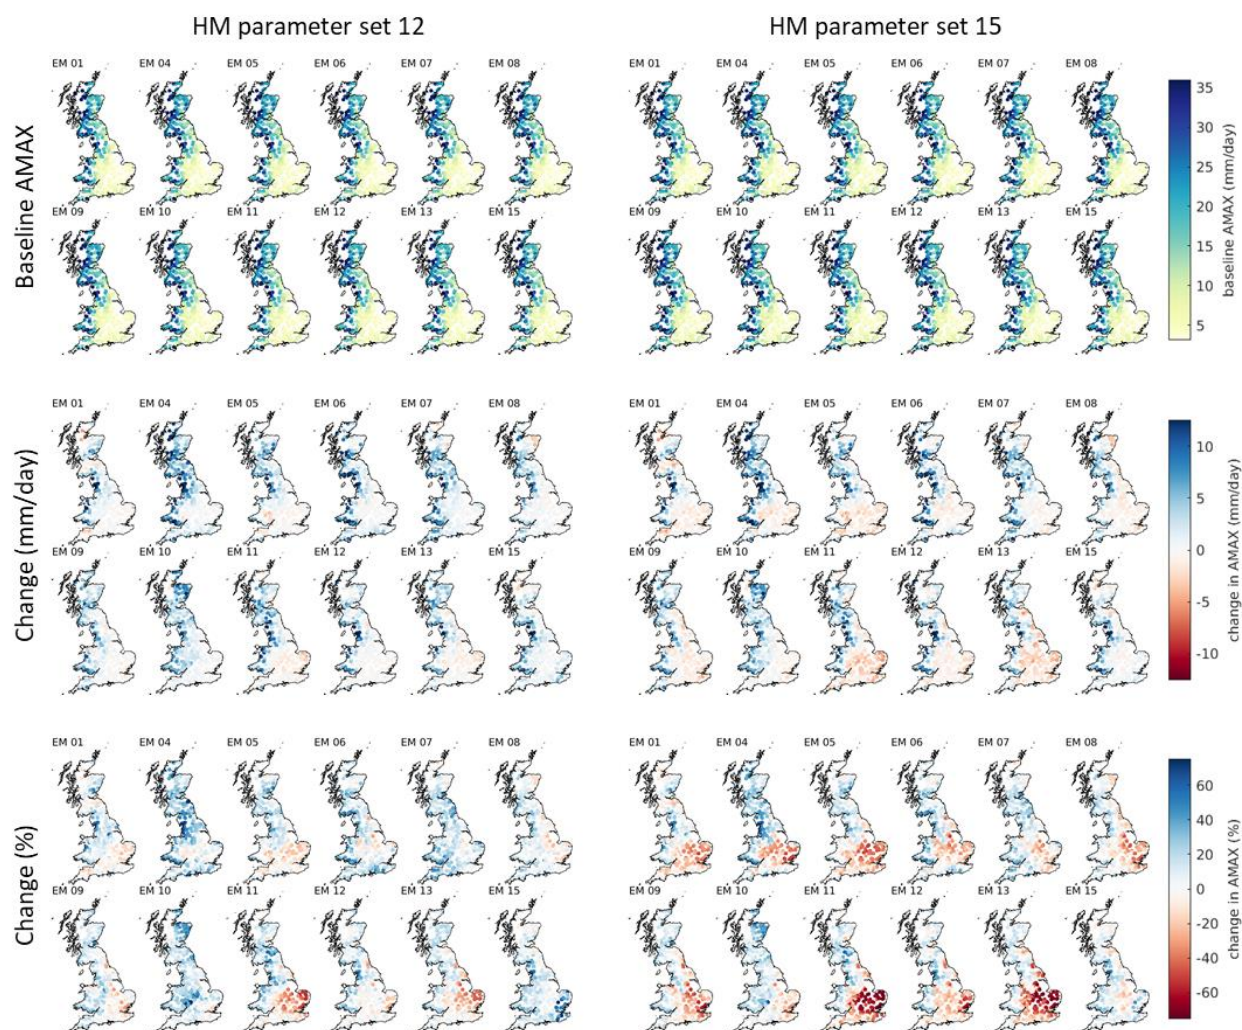 HM parameter set 12
HM parameter set 15
Baseline AMAX
EM 01 EM 04 EM 05 EM 06 EM 07 EM 08
EM 01 EM 04 EM 05 EM 06 EM 07 EM 08
EM 09 EM 10 EM 11 EM 12 EM 13 EM 15
EM 09 EM 10 EM 11 EM 12 EM 13 EM 15
35
30
25
20
15
10
5
baseline AMAX (mm/day)
Change (mm/day)
EM 01 EM 04 EM 05 EM 06 EM 07 EM 08
EM 01 EM 04 EM 05 EM 06 EM 07 EM 08
EM 09 EM 10 EM 11 EM 12 EM 13 EM 15
EM 09 EM 10 EM 11 EM 12 EM 13 EM 15
10
5
0
-5
-10
change in AMAX (mm/day)
Change (%)
EM 01 EM 04 EM 05 EM 06 EM 07 EM 08
EM 01 EM 04 EM 05 EM 06 EM 07 EM 08
EM 09 EM 10 EM 11 EM 12 EM 13 EM 15
EM 09 EM 10 EM 11 EM 12 EM 13 EM 15
60
40
20
0
-20
-40
-60
change in AMAX (%)